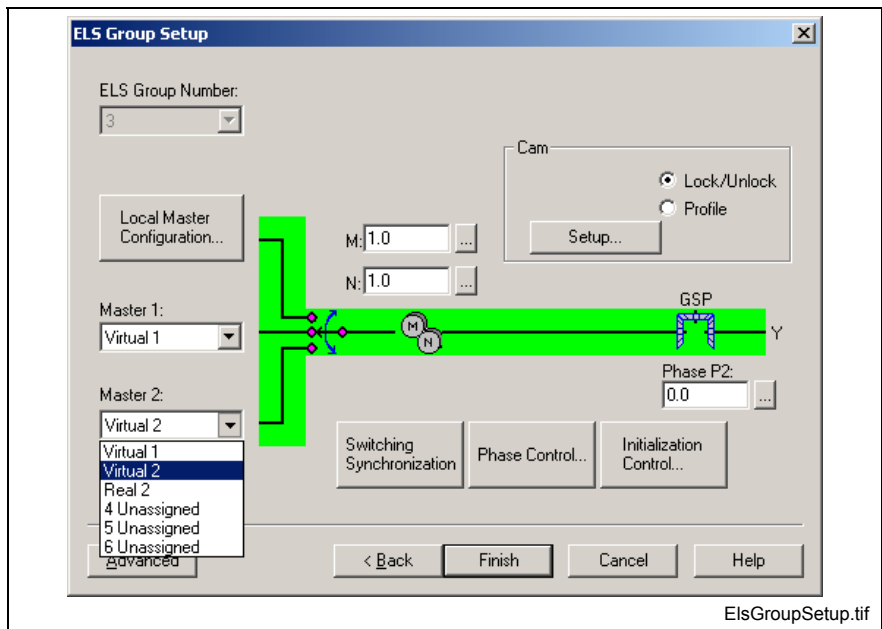 ELS Group Setup
ELS Group Number:
3
Cam
Lock/Unlock
Profile
Setup...
Local Master
Configuration...
M: 1.0 ...
N: 1.0 ...
GSP
M
N
Y
Master 1:
Virtual 1
Phase P2:
0.0 ...
Master 2:
Virtual 2
Virtual 1
Virtual 2
Real 2
4 Unassigned
5 Unassigned
6 Unassigned
Switching
Synchronization
Phase Control...
Initialization
Control...
Advanced
< Back
Finish
Cancel
Help
ElsGroupSetup.tif